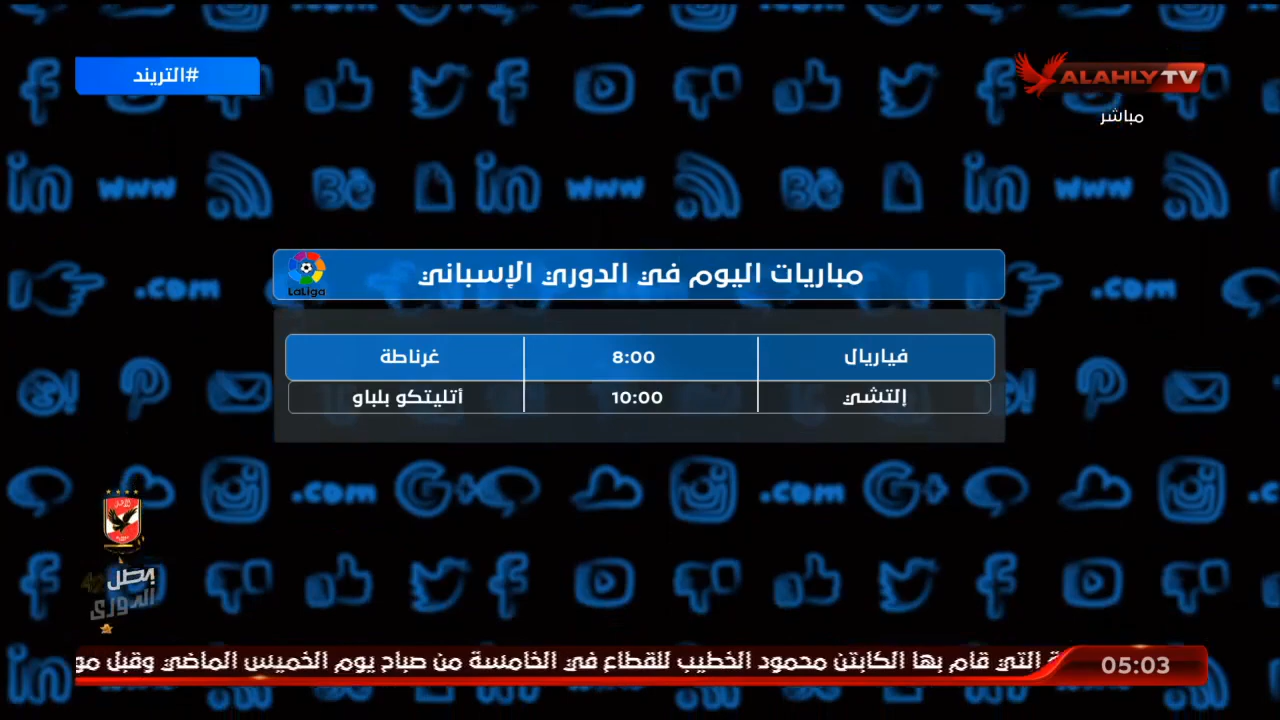 #التريند
ALAHLY TV
مباشر
مباريات اليوم في الدوري الإسباني
LaLiga
فياريال 8:00 غرناطة
إلتشي 10:00 أتليتكو بلباو
بطل
الدوري
05:03
التي قام بها الكابتن محمود الخطيب للقطاع في الخامسة من صباح يوم الخميس الماضي وقبل مو